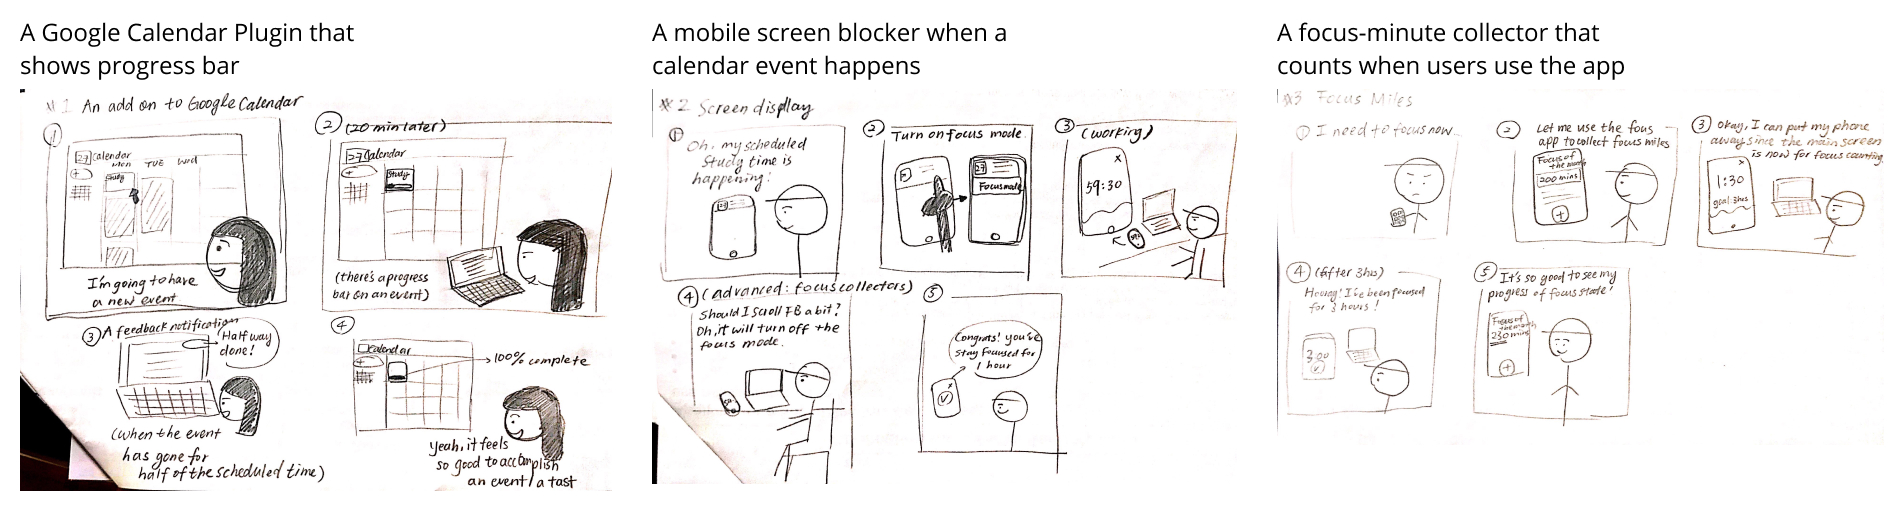 A Google Calendar Plugin that
shows progress bar
#1 An add on to Google Calendar
1
27 Calendar
Mon TUE Wed
+
Study
I'm going to have
a new event
2 (20 min later)
27 Calendar
+
Study
(there's a progress
bar on an event)
3 A feedback notification
Half way
done!
(when the event
has gone for
half of the scheduled time)
4
Calendar
+
100% complete
Yeah, it feels
so good to accomplish
an event/a tast
A mobile screen blocker when a
calendar event happens
#2 Screen display
1
Oh, my scheduled
Study time is
happening!
27
2 Turn on focus mode
27
Focus mode
3 (working)
x
59:30
4 (advanced: focus collectors)
Should I scroll FB a bit?
Oh, it will turn off the
focus mode.
5
Congrats! you've
stay focused for
1 hour
x
A focus-minute collector that
counts when users use the app
#3 Focus Miles
1 I need to focus now...
2 Let me use the fous
app to collect focus miles
Focus of
the month
200 mins
+
3 Okay, I can put my phone
away since the main screen
is now for focus counting.
x
1:30
goal 3hrs
4 (After 3hrs)
Hooray! I've been focused
for 3 hours!
3:00
5 It's so good to see my
progress of focus state!
Focus of
the month
230 mins
+